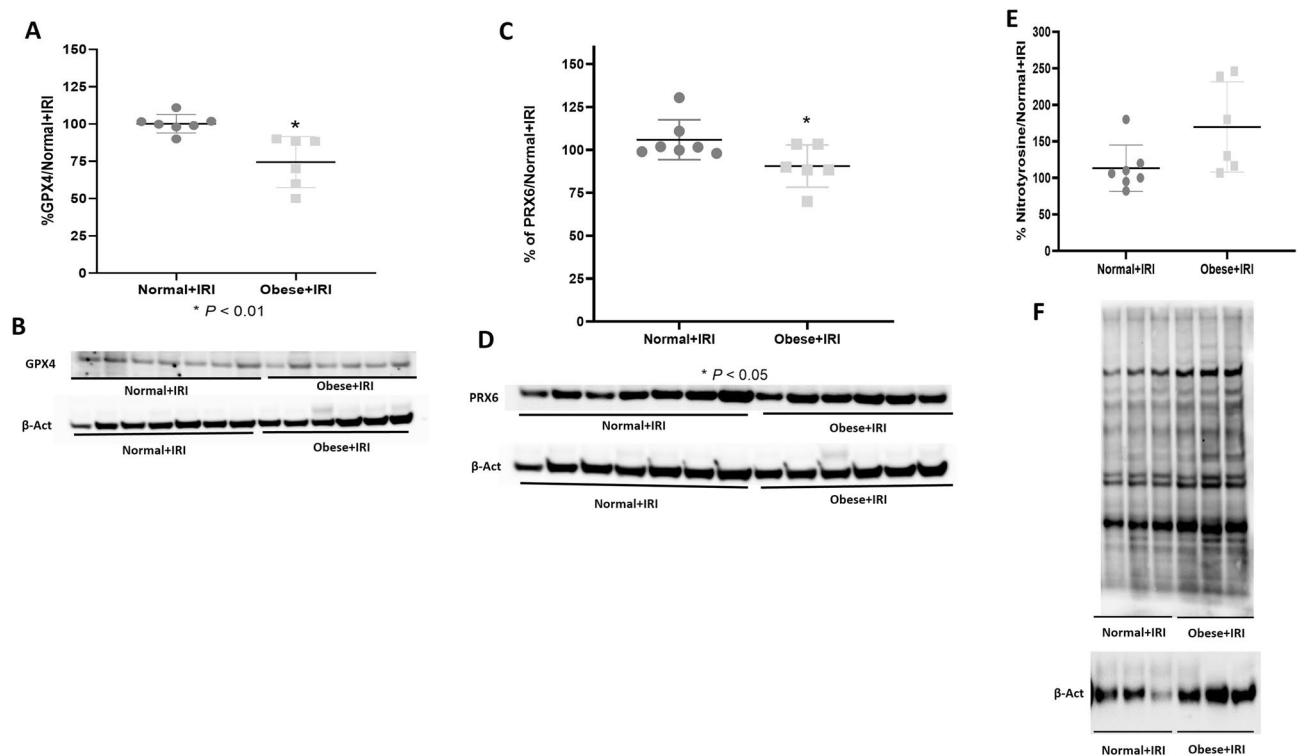 A
%GPX4/Normal+IRI
150
125
100
75
50
25
0
*
Normal+IRI Obese+IRI
* P < 0.01
B
GPX4
Normal+IRI Obese+IRI
β-Act
Normal+IRI Obese+IRI
C
% of PRX6/Normal+IRI
150
125
100
75
50
25
0
*
Normal+IRI Obese+IRI
D
* P < 0.05
PRX6
Normal+IRI Obese+IRI
β-Act
Normal+IRI Obese+IRI
E
% Nitrotyrosine/Normal+IRI
300
250
200
150
100
50
0
Normal+IRI Obese+IRI
F
Normal+IRI Obese+IRI
β-Act
Normal+IRI Obese+IRI